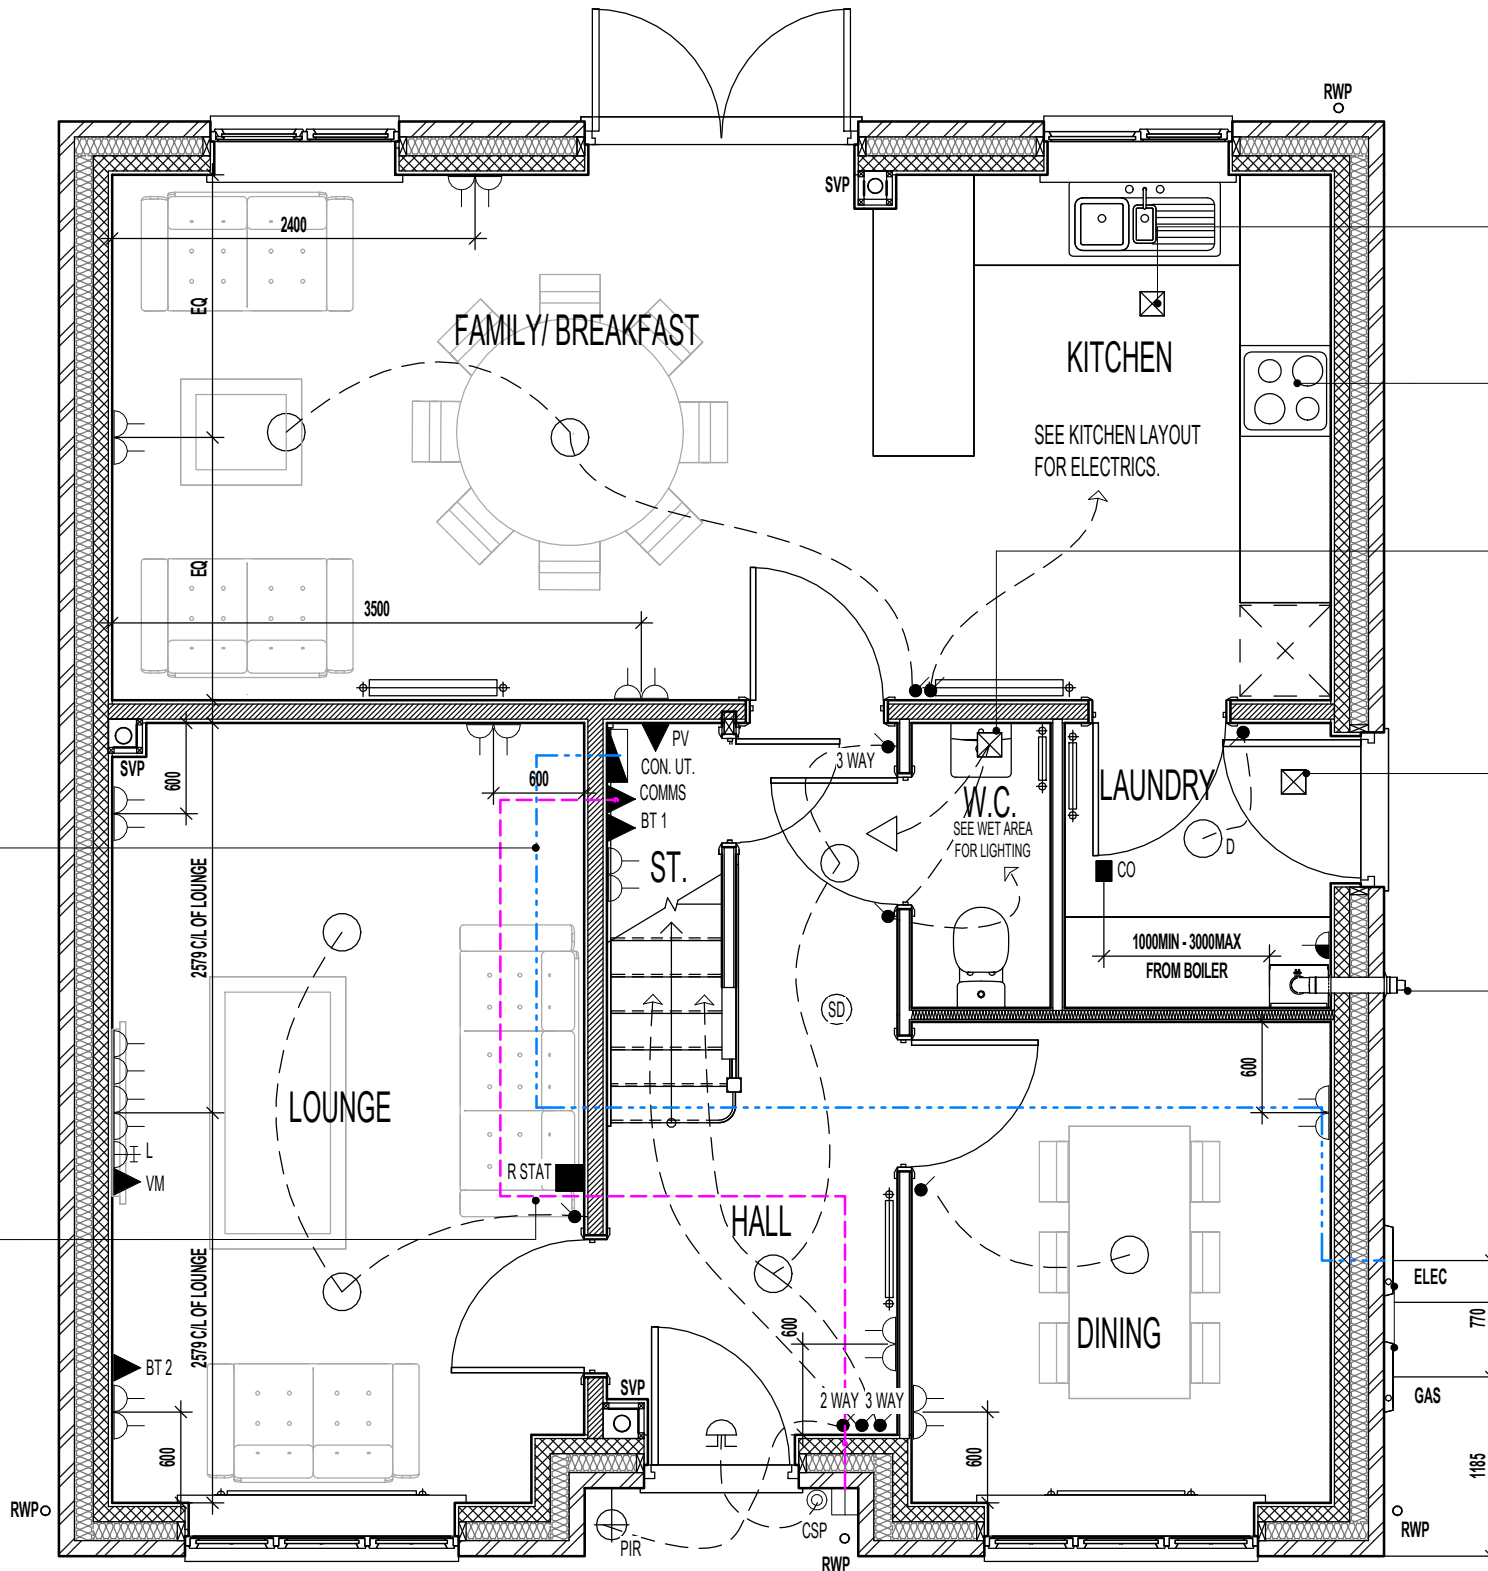 RWP
SVP
2400
EQ
FAMILY/ BREAKFAST
KITCHEN
SEE KITCHEN LAYOUT
FOR ELECTRICS.
EQ
3500
SVP
PV
CON. UT.
COMMS
BT 1
ST.
600
600
3 WAY
W.C.
SEE WET AREA
FOR LIGHTING
LAUNDRY
D
CO
1000MIN - 3000MAX
FROM BOILER
2579 C/L OF LOUNGE
SD
600
LOUNGE
L
VM
R STAT
HALL
2579 C/L OF LOUNGE
ELEC
770
DINING
600
BT 2
SVP
2 WAY
3 WAY
GAS
600
600
1185
RWP
PIR
CSP
RWP
RWP